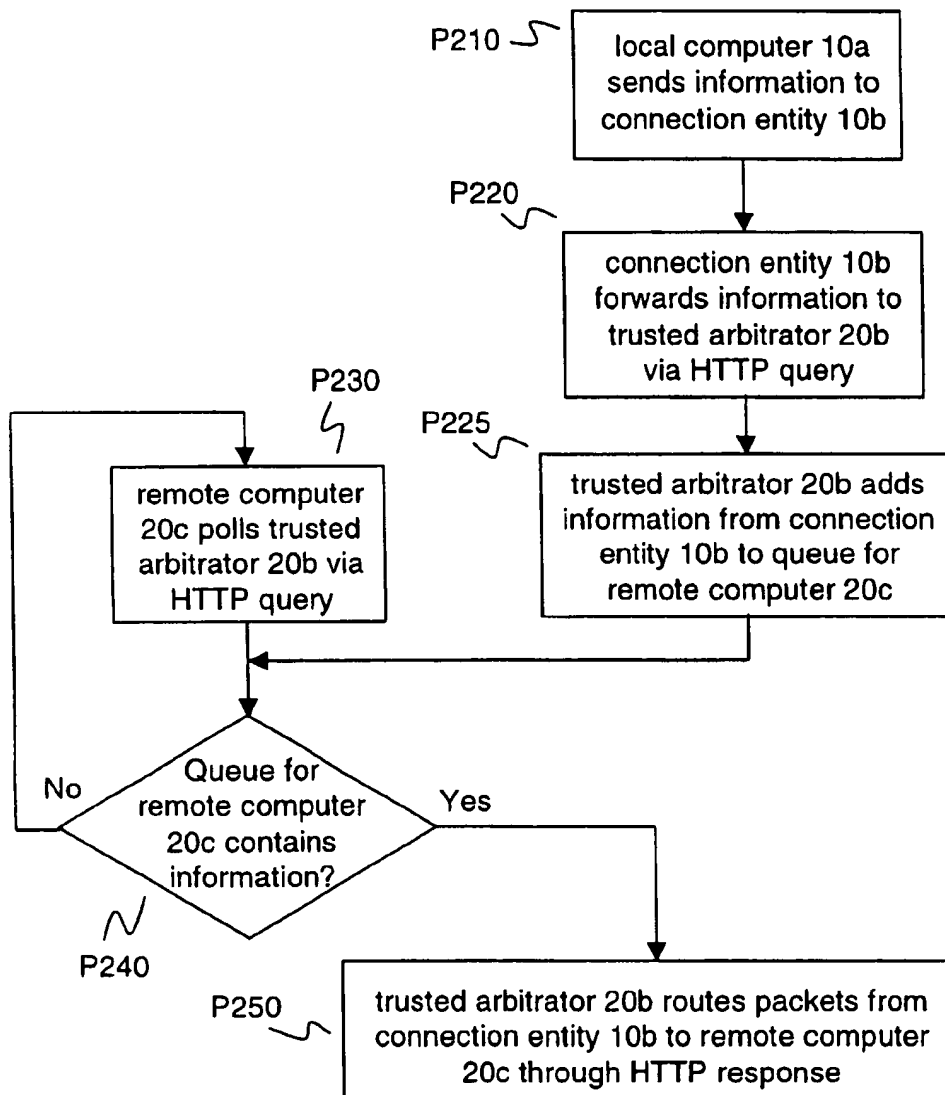 P210
local computer 10a
sends information to
connection entity 10b
P220
connection entity 10b
forwards information to
trusted arbitrator 20b
via HTTP query
P230
remote computer
20c polls trusted
arbitrator 20b via
HTTP query
P225
trusted arbitrator 20b adds
information from connection
entity 10b to queue for
remote computer 20c
No
Queue for
remote computer
20c contains
information?
Yes
P240
P250
trusted arbitrator 20b routes packets from
connection entity 10b to remote computer
20c through HTTP response